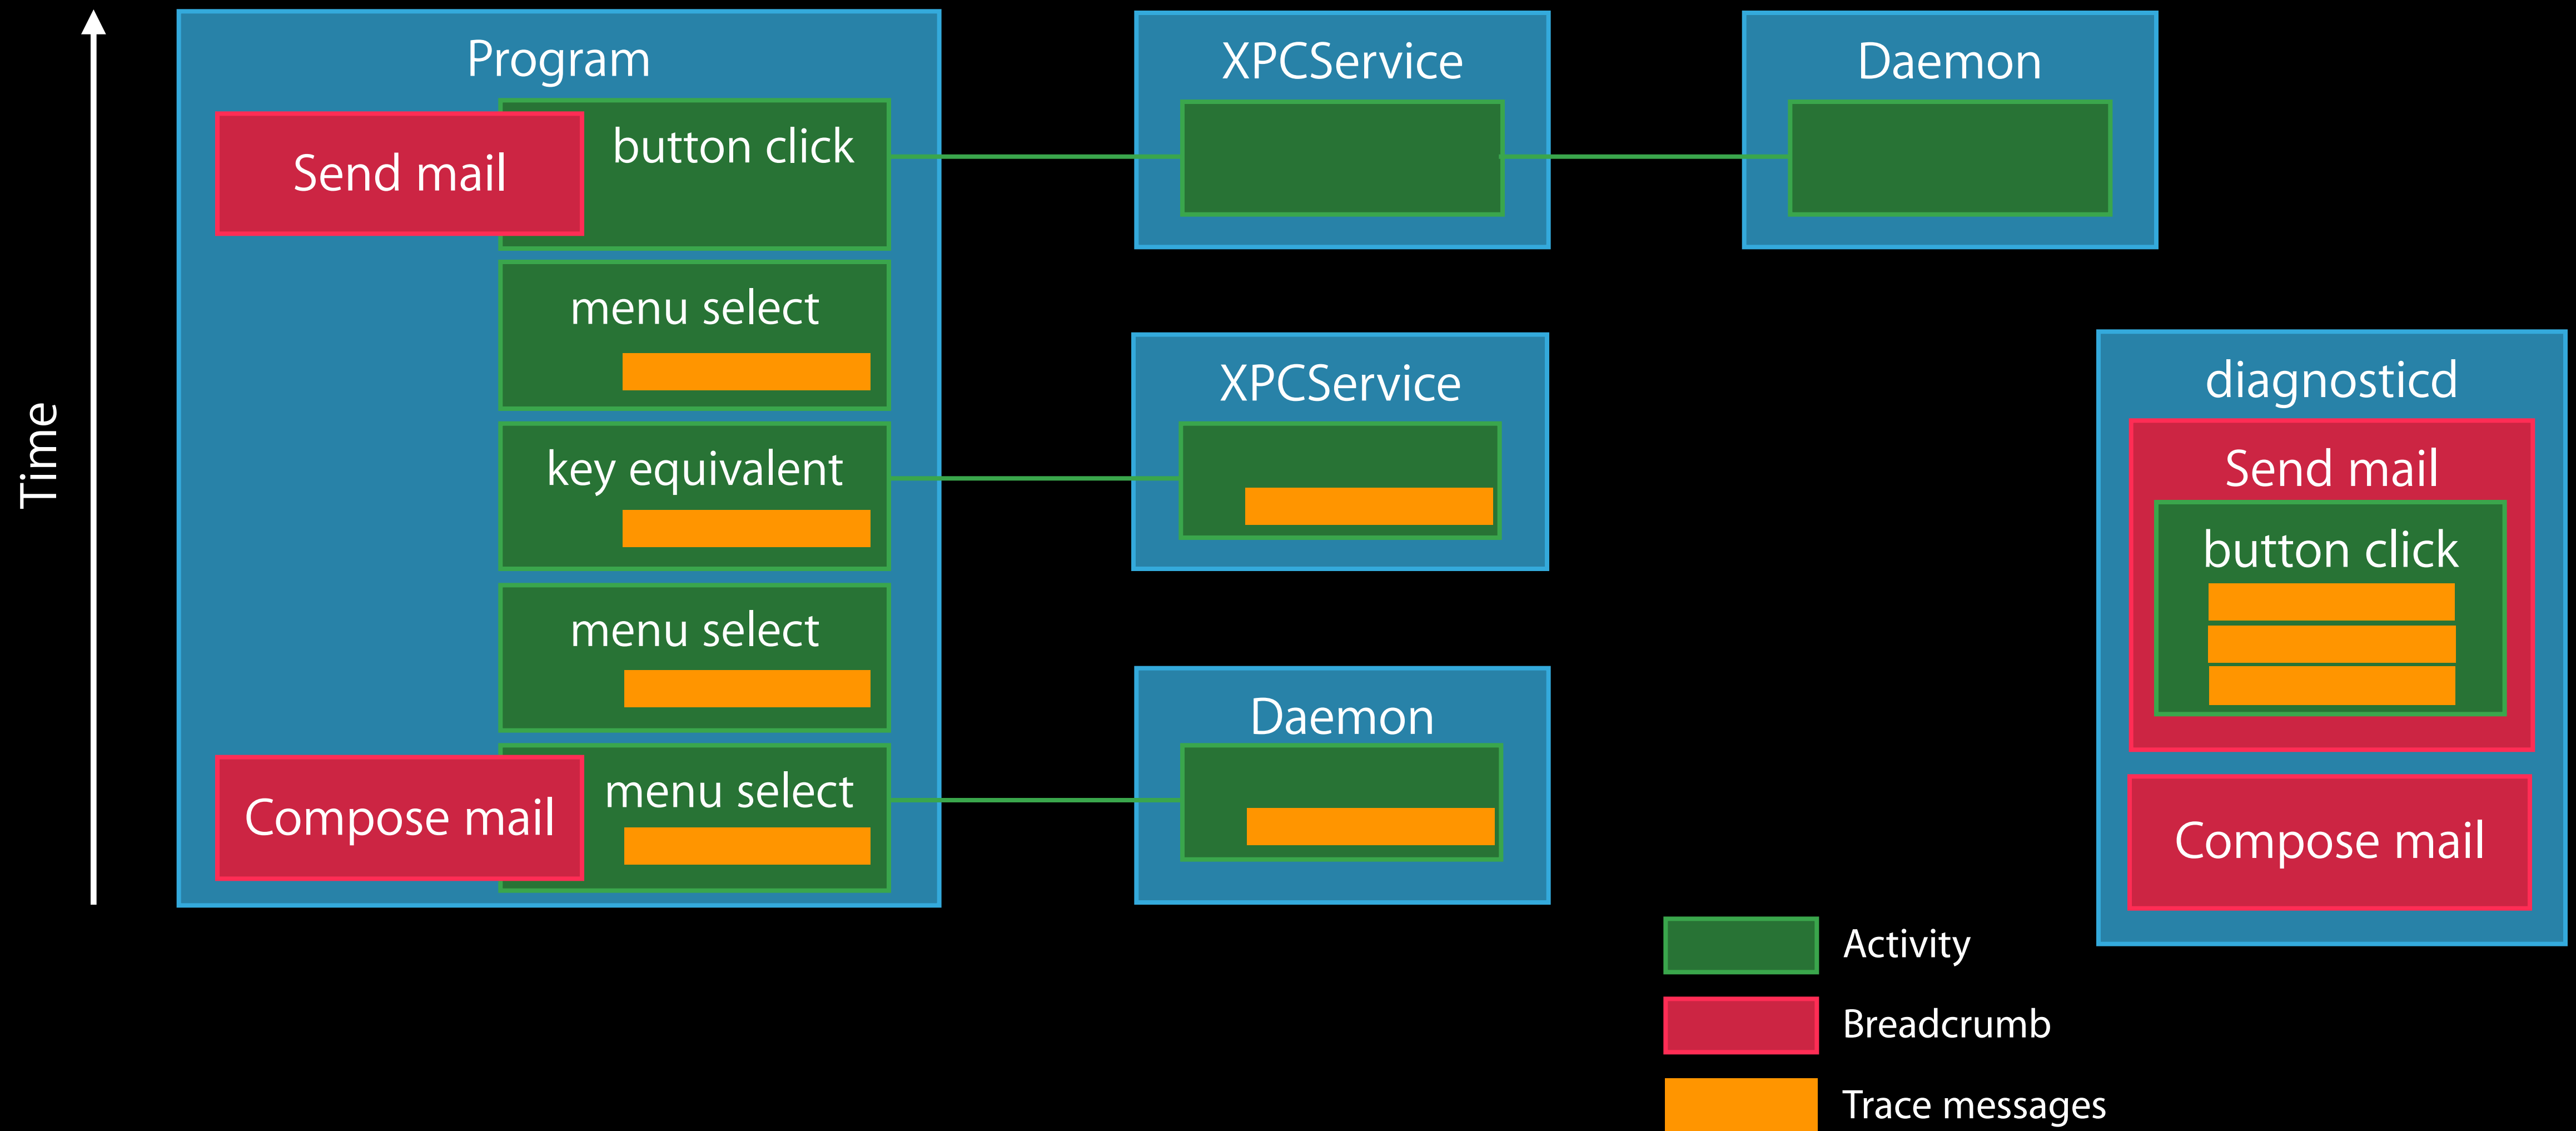 Time
Program
Send mail
button click
menu select
key equivalent
menu select
Compose mail
menu select
XPCService
Daemon
XPCService
Daemon
diagnosticd
Send mail
button click
Compose mail
Activity
Breadcrumb
Trace messages